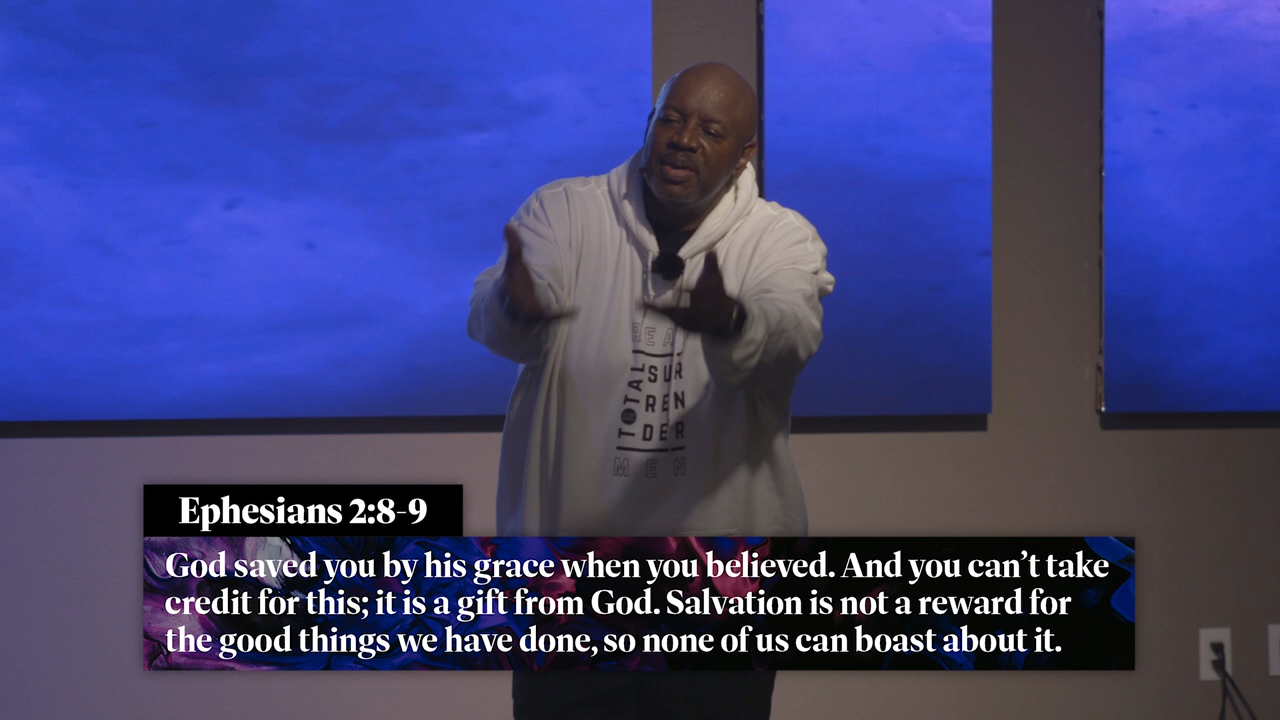 TOTAL
SUR
REN
DER
MEN
Ephesians 2:8-9
God saved you by his grace when you believed. And you can’t take
credit for this; it is a gift from God. Salvation is not a reward for
the good things we have done, so none of us can boast about it.